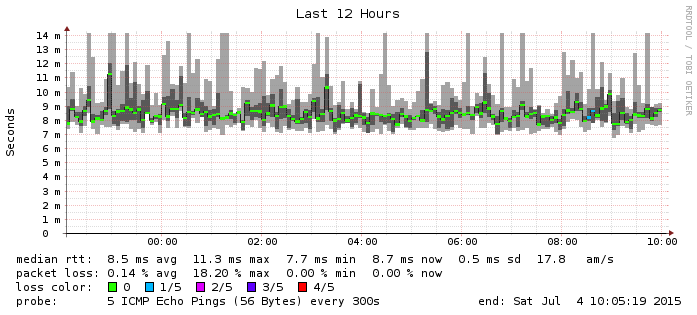 Last 12 Hours
RRDTOOL / TOBI OETIKER
Seconds
14 m
13 m
12 m
11 m
10 m
9 m
8 m
7 m
6 m
5 m
4 m
3 m
2 m
1 m
0
00:00 02:00 04:00 06:00 08:00 10:00
median rtt: 8.5 ms avg 11.3 ms max 7.7 ms min 8.7 ms now 0.5 ms sd 17.8 am/s
packet loss: 0.14 % avg 18.20 % max 0.00 % min 0.00 % now
loss color: 0 1/5 2/5 3/5 4/5
probe: 5 ICMP Echo Pings (56 Bytes) every 300s end: Sat Jul 4 10:05:19 2015